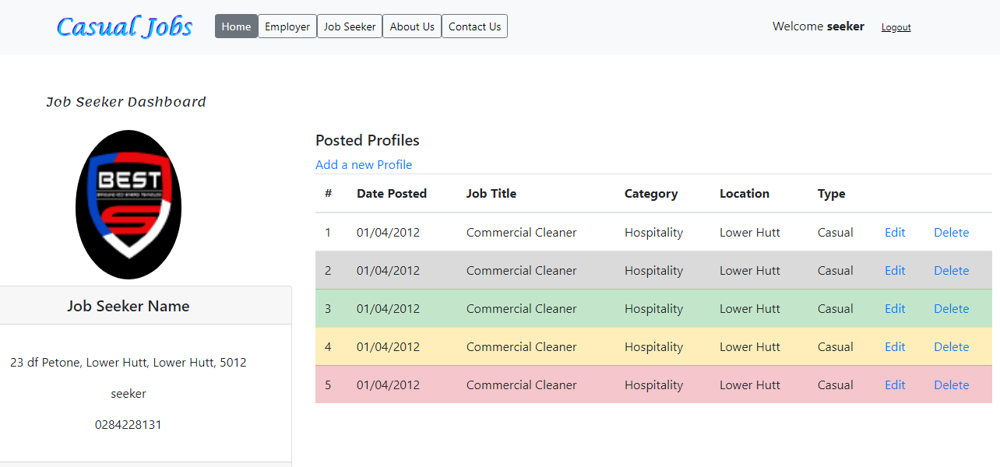 Casual Jobs Home Employer Job Seeker About Us Contact Us Welcome seeker Logout
Job Seeker Dashboard
BEST
Job Seeker Name
23 df Petone, Lower Hutt, Lower Hutt, 5012
seeker
0284228131
Posted Profiles
Add a new Profile
# Date Posted Job Title Category Location Type
1 01/04/2012 Commercial Cleaner Hospitality Lower Hutt Casual Edit Delete
2 01/04/2012 Commercial Cleaner Hospitality Lower Hutt Casual Edit Delete
3 01/04/2012 Commercial Cleaner Hospitality Lower Hutt Casual Edit Delete
4 01/04/2012 Commercial Cleaner Hospitality Lower Hutt Casual Edit Delete
5 01/04/2012 Commercial Cleaner Hospitality Lower Hutt Casual Edit Delete